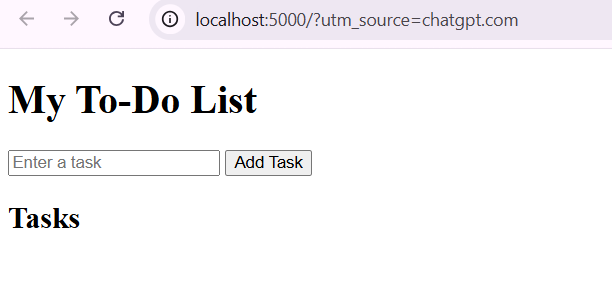 localhost:5000/?utm_source=chatgpt.com
My To-Do List
Enter a task Add Task
Tasks